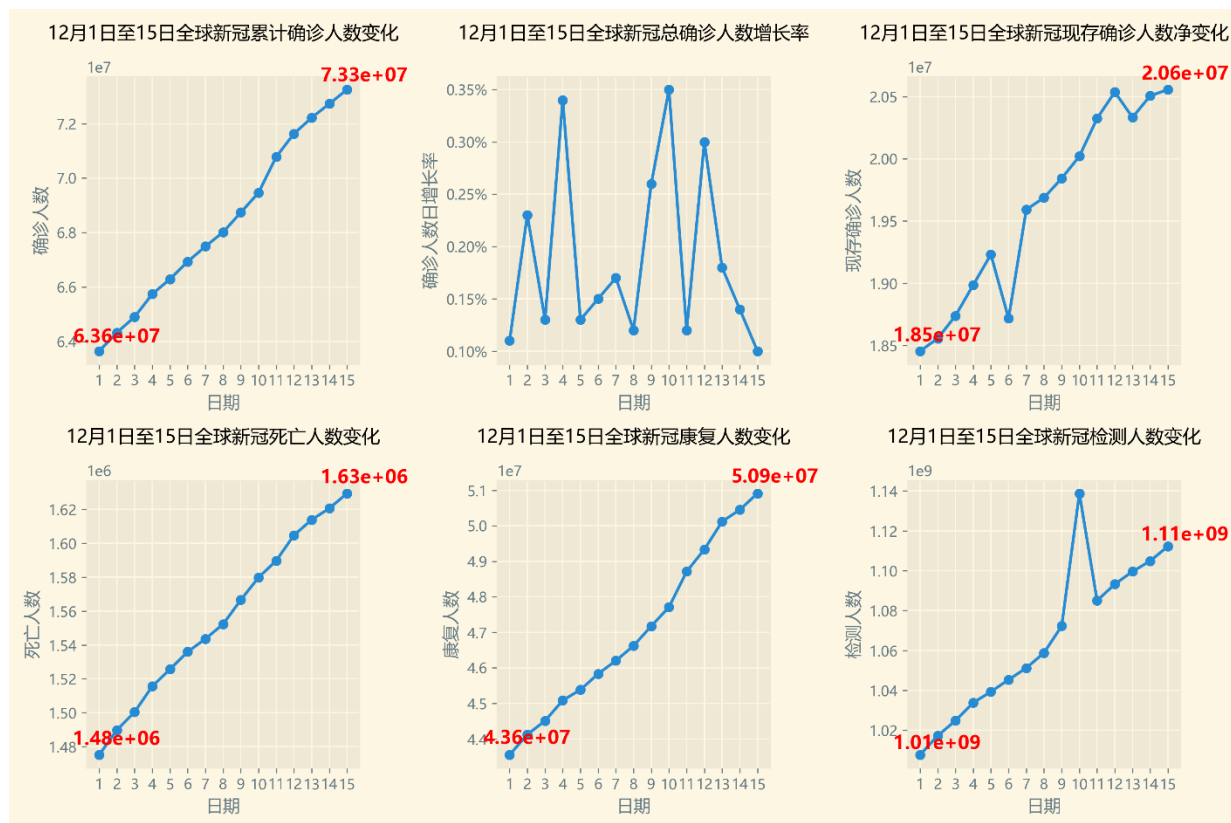 12月1日至15日全球新冠累计确诊人数变化
1e7
7.33e+07
7.2
7.0
6.8
6.6
6.4
6.36e+07
确诊人数
1 2 3 4 5 6 7 8 9 10 11 12 13 14 15
日期
12月1日至15日全球新冠总确诊人数增长率
0.35%
0.30%
0.25%
0.20%
0.15%
0.10%
确诊人数日增长率
1 2 3 4 5 6 7 8 9 10 11 12 13 14 15
日期
12月1日至15日全球新冠现存确诊人数净变化
1e7
2.06e+07
2.05
2.00
1.95
1.90
1.85
1.85e+07
现存确诊人数
1 2 3 4 5 6 7 8 9 10 11 12 13 14 15
日期
12月1日至15日全球新冠死亡人数变化
1e6
1.63e+06
1.62
1.60
1.58
1.56
1.54
1.52
1.50
1.48
1.48e+06
死亡人数
1 2 3 4 5 6 7 8 9 10 11 12 13 14 15
日期
12月1日至15日全球新冠康复人数变化
1e7
5.09e+07
5.1
5.0
4.9
4.8
4.7
4.6
4.5
4.4
4.36e+07
康复人数
1 2 3 4 5 6 7 8 9 10 11 12 13 14 15
日期
12月1日至15日全球新冠检测人数变化
1e9
1.11e+09
1.14
1.12
1.10
1.08
1.06
1.04
1.02
1.01e+09
检测人数
1 2 3 4 5 6 7 8 9 10 11 12 13 14 15
日期